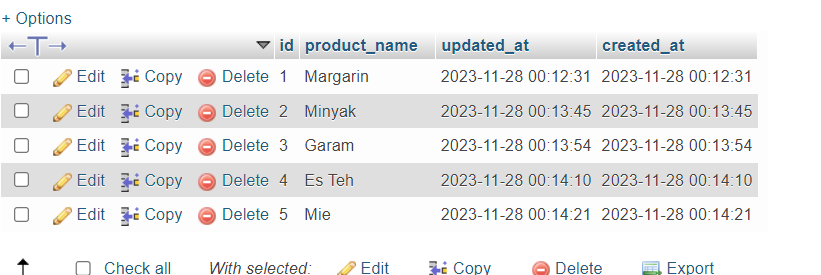 + Options
←T→ id product_name updated_at created_at
Edit Copy Delete 1 Margarin 2023-11-28 00:12:31 2023-11-28 00:12:31
Edit Copy Delete 2 Minyak 2023-11-28 00:13:45 2023-11-28 00:13:45
Edit Copy Delete 3 Garam 2023-11-28 00:13:54 2023-11-28 00:13:54
Edit Copy Delete 4 Es Teh 2023-11-28 00:14:10 2023-11-28 00:14:10
Edit Copy Delete 5 Mie 2023-11-28 00:14:21 2023-11-28 00:14:21
Check all With selected: Edit Copy Delete Export